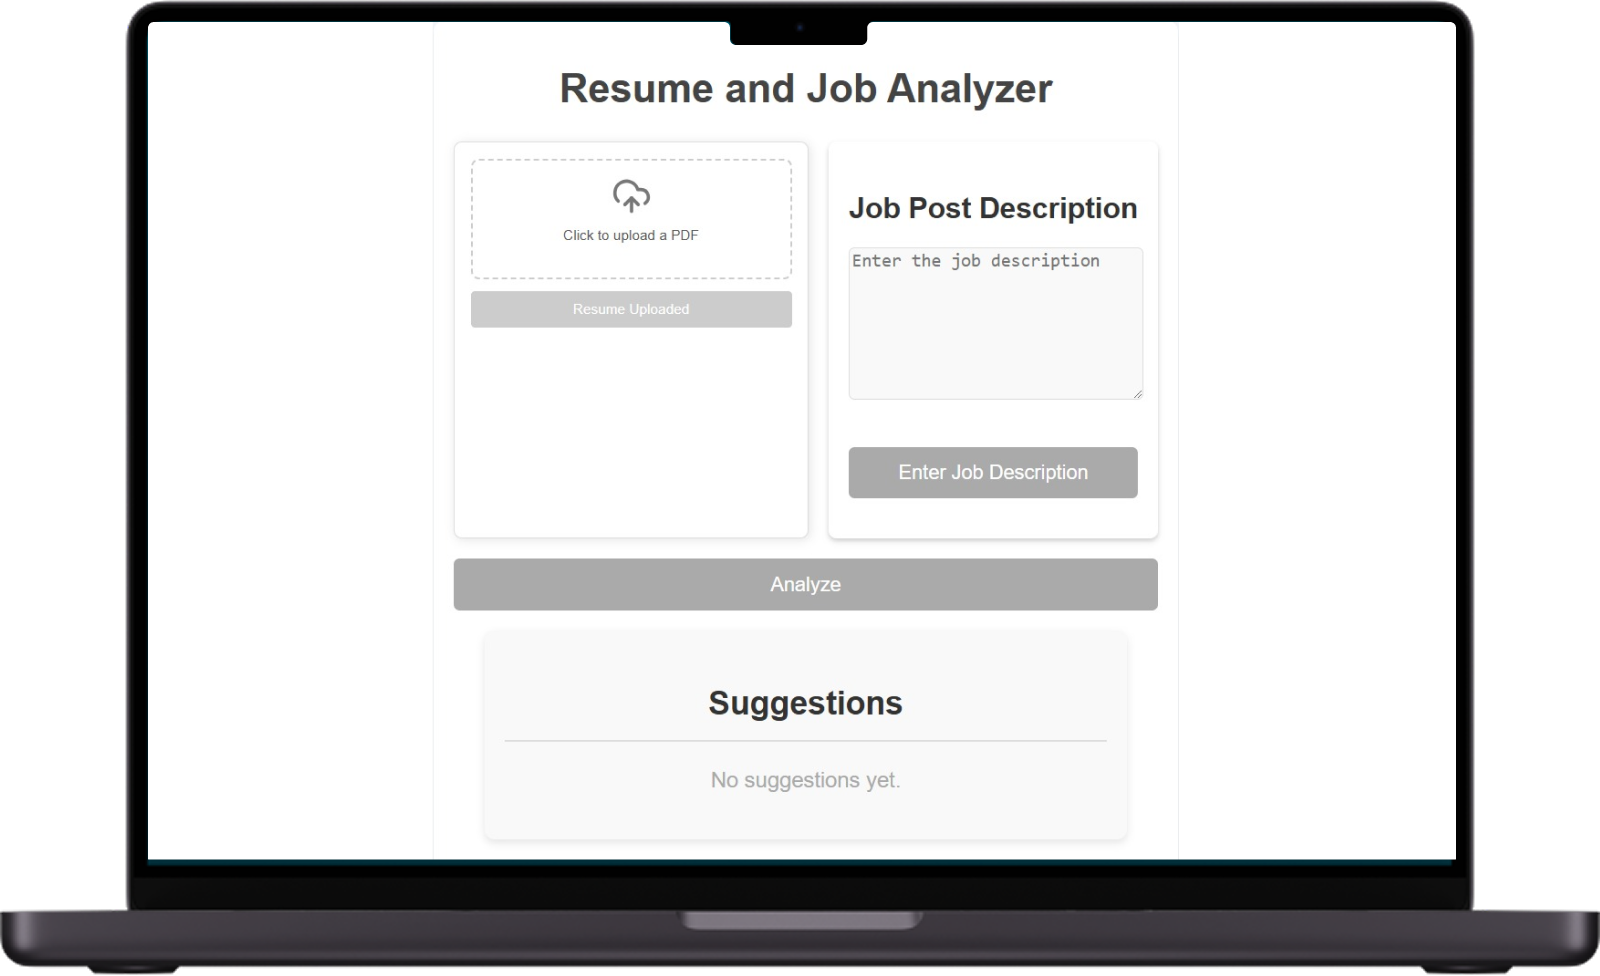 Resume and Job Analyzer
Click to upload a PDF
Resume Uploaded
Job Post Description
Enter the job description
Enter Job Description
Analyze
Suggestions
No suggestions yet.